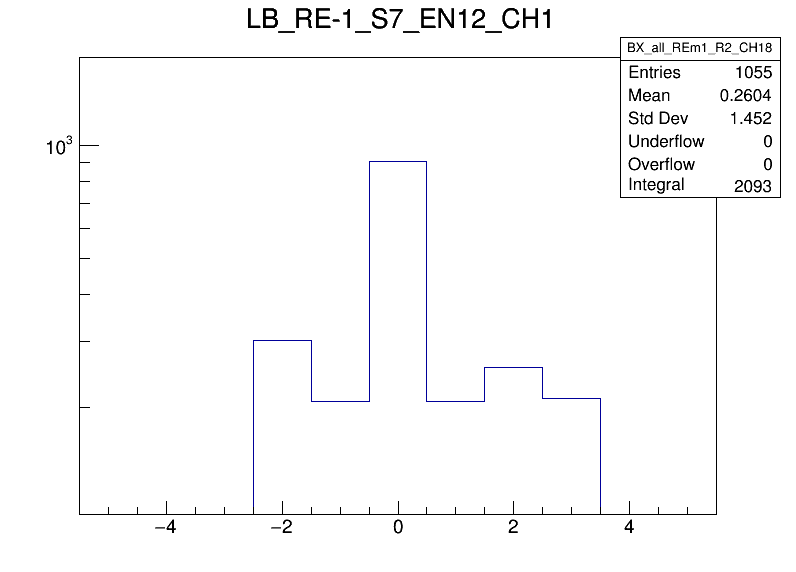 LB_RE-1_S7_EN12_CH1
BX_all_REm1_R2_CH18
Entries 1055
Mean 0.2604
Std Dev 1.452
Underflow 0
Overflow 0
Integral 2093
10³
−4 −2 0 2 4